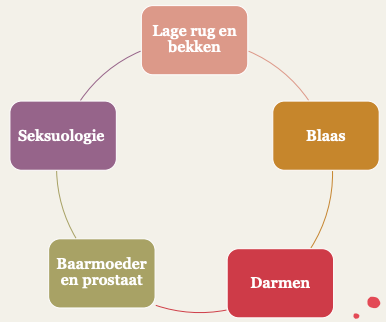 Lage rug en
bekken
Blaas
Darmen
Baarmoeder
en prostaat
Seksuologie